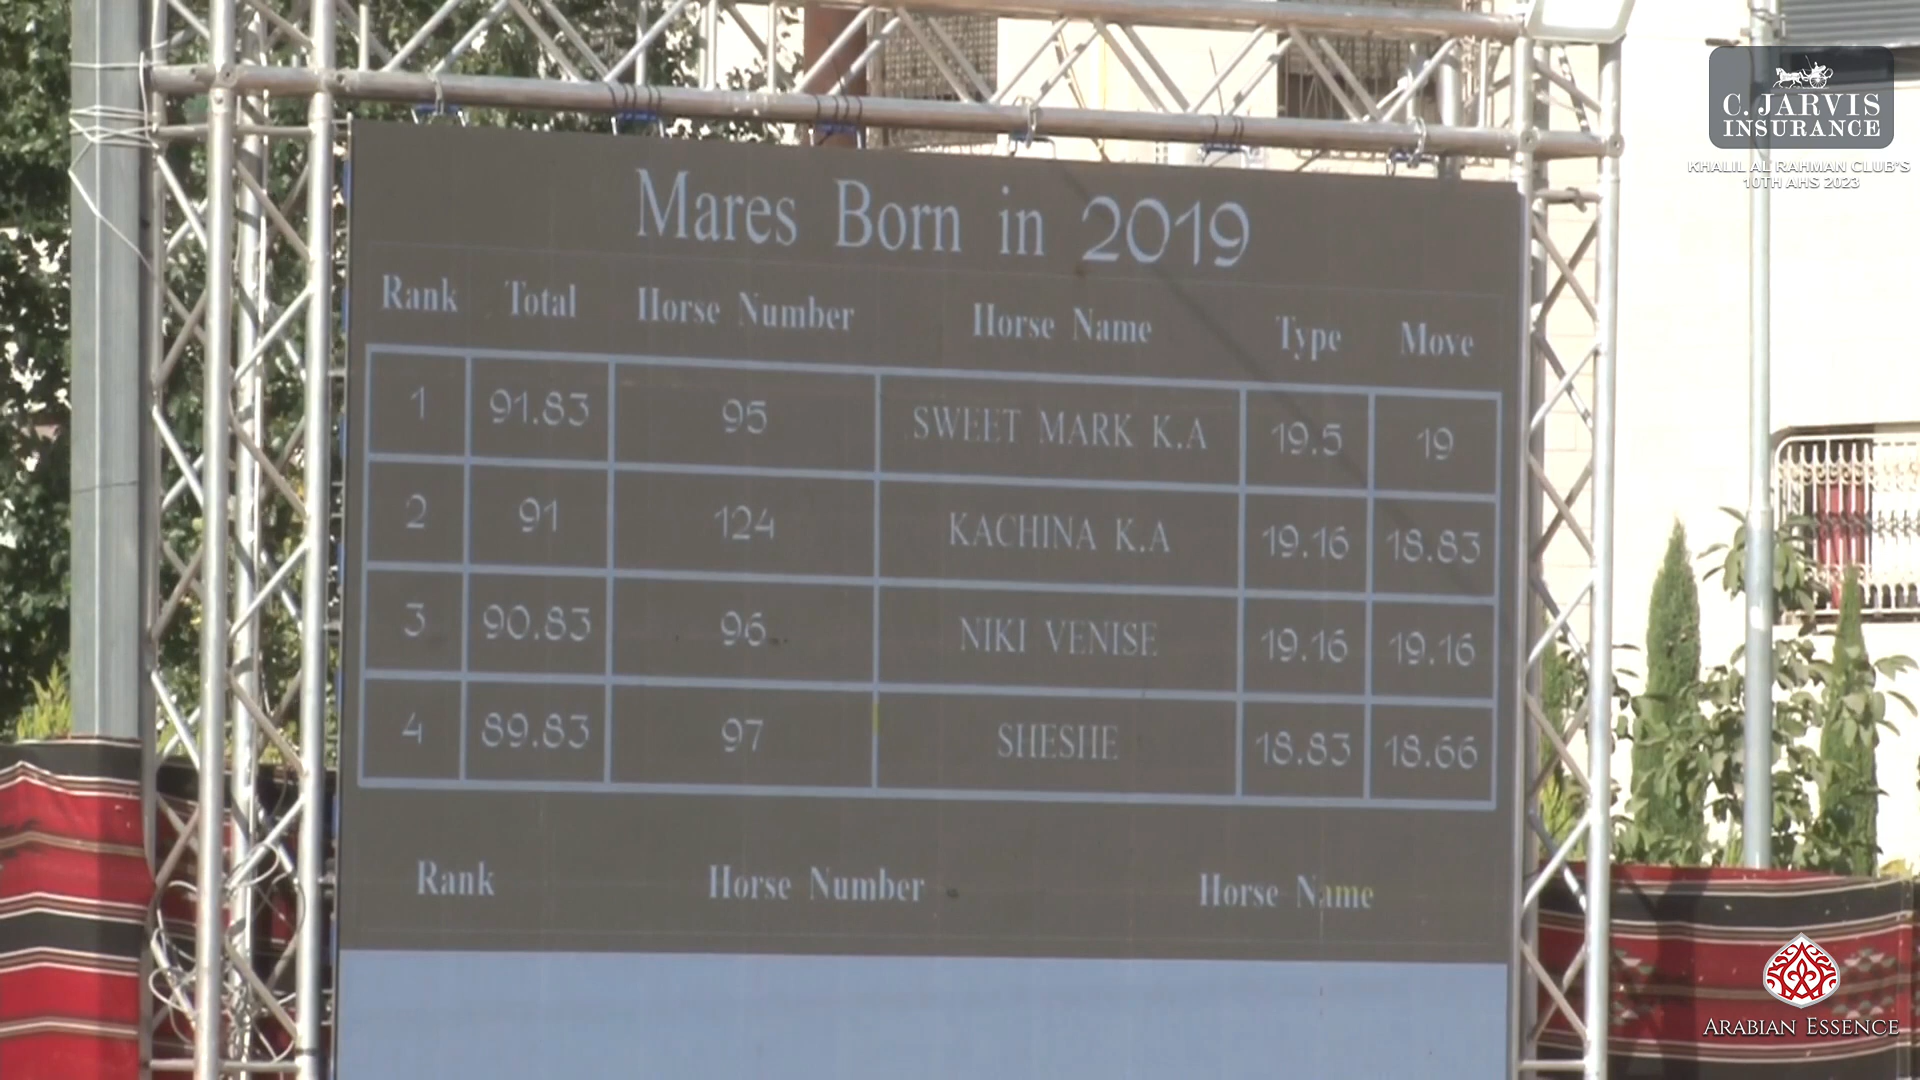 C. JARVIS
INSURANCE
KHALIL AL RAHMAN CLUB'S
10TH AHS 2023
Mares Born in 2019
Rank Total Horse Number Horse Name Type Move
1 91.83 95 SWEET MARK K.A 19.5 19
2 91 124 KACHINA K.A 19.16 18.83
3 90.83 96 NIKI VENISE 19.16 19.16
4 89.83 97 SHESHE 18.83 18.66
Rank Horse Number Horse Name
ARABIAN ESSENCE